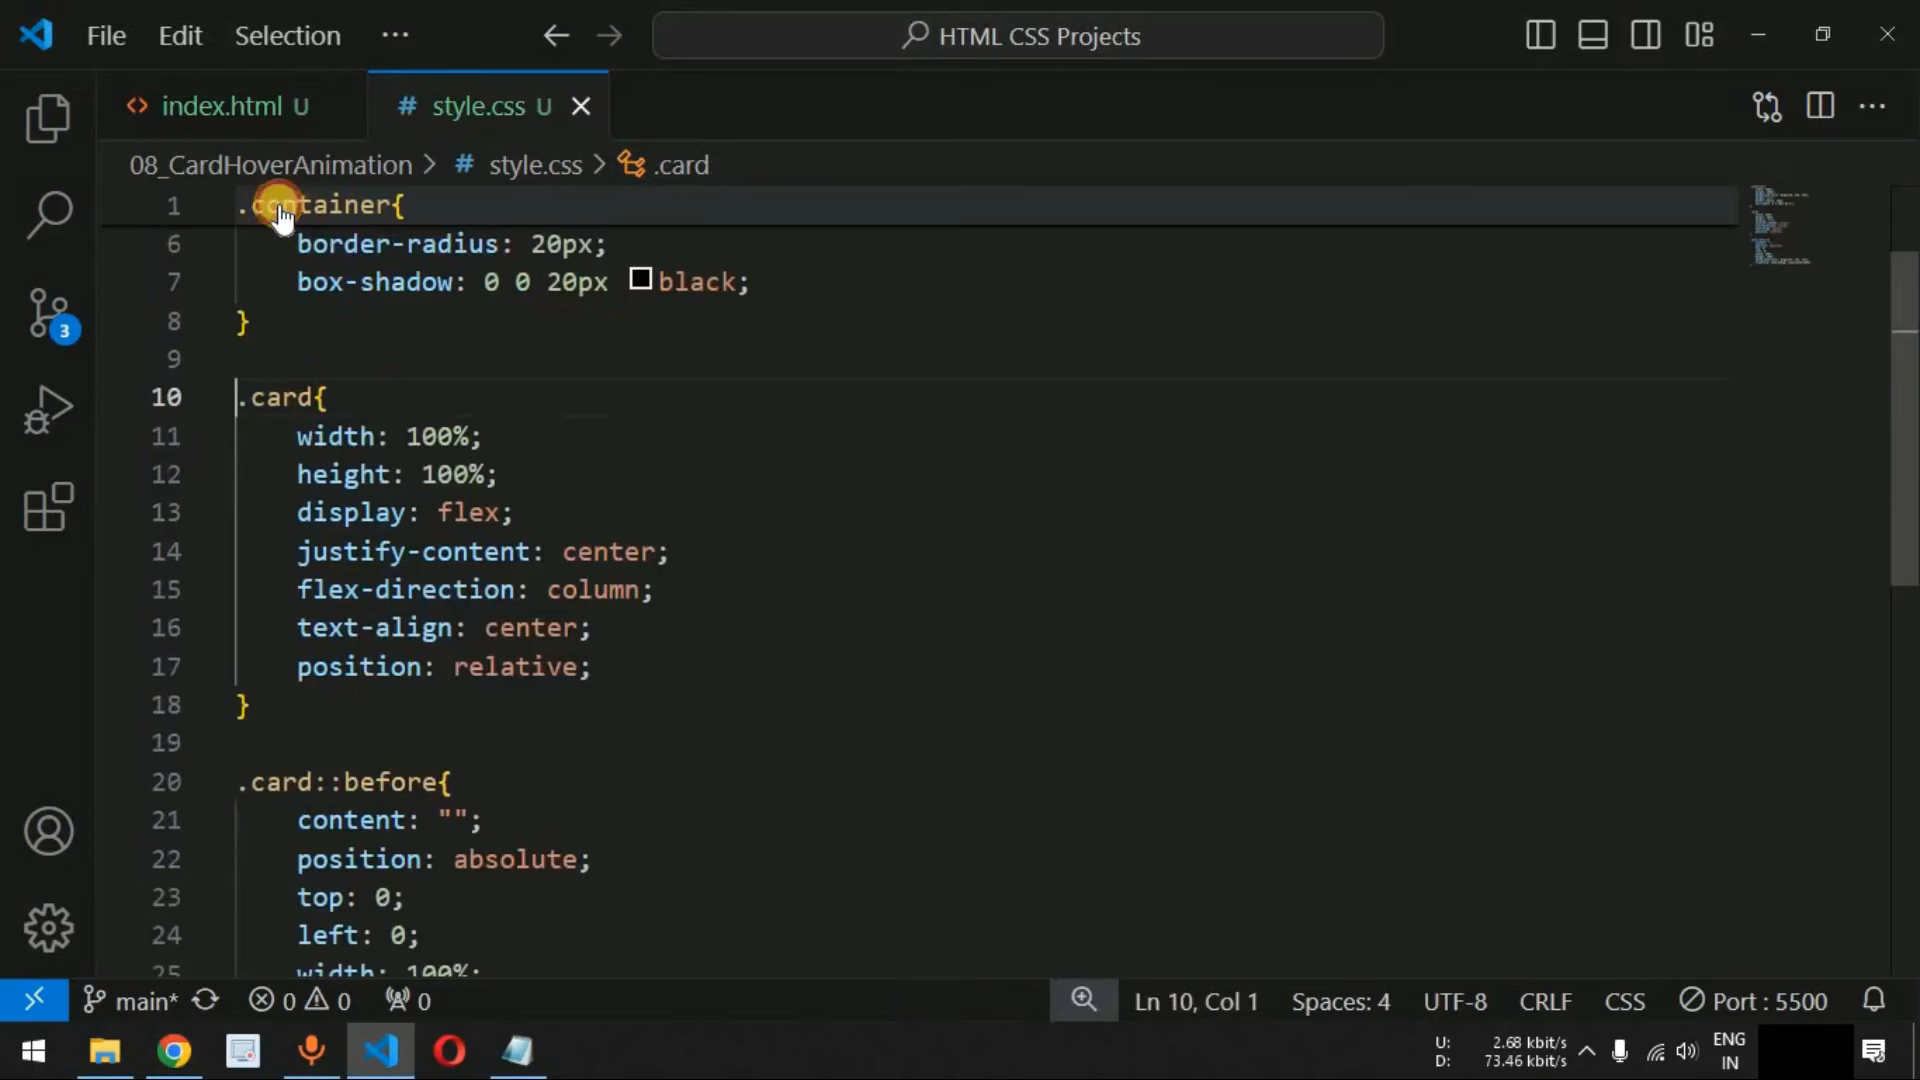 File Edit Selection ··· HTML CSS Projects
index.html U # style.css U
08_CardHoverAnimation > # style.css > .card
1 .container{
6 border-radius: 20px;
7 box-shadow: 0 0 20px black;
8 }
9
10 .card{
11 width: 100%;
12 height: 100%;
13 display: flex;
14 justify-content: center;
15 flex-direction: column;
16 text-align: center;
17 position: relative;
18 }
19
20 .card::before{
21 content: "";
22 position: absolute;
23 top: 0;
24 left: 0;
25 width: 100%;
3
main* 0 0 0 Ln 10, Col 1 Spaces: 4 UTF-8 CRLF CSS Port : 5500
U: 2.68 kbit/s ENG
D: 73.46 kbit/s IN